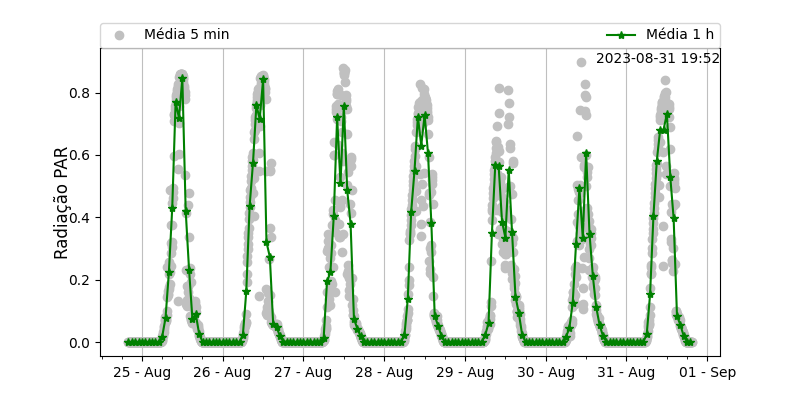 Média 5 min
Média 1 h
2023-08-31 19:52
Radiação PAR
0.8
0.6
0.4
0.2
0.0
25 - Aug
26 - Aug
27 - Aug
28 - Aug
29 - Aug
30 - Aug
31 - Aug
01 - Sep